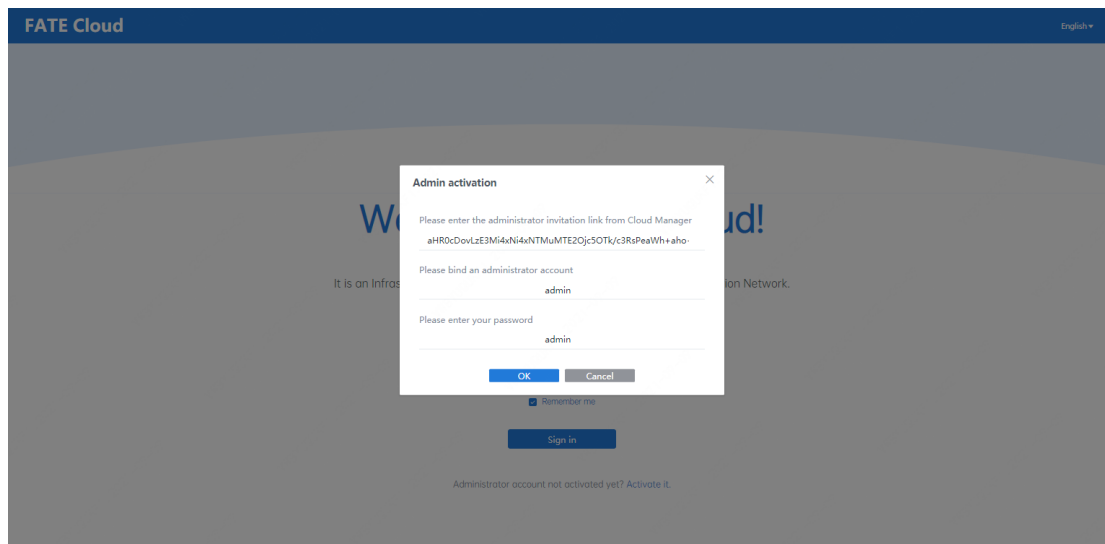 FATE Cloud
English
Admin activation
Please enter the administrator invitation link from Cloud Manager
aHR0cDovLzE3Mi4xNi4xNTMuMTE2Ojc5OTk/c3RsPeaWh+aho
Please bind an administrator account
admin
It is an Infras
ion Network.
Please enter your password
admin
OK Cancel
Remember me
Sign in
Administrator account not activated yet? Activate it.